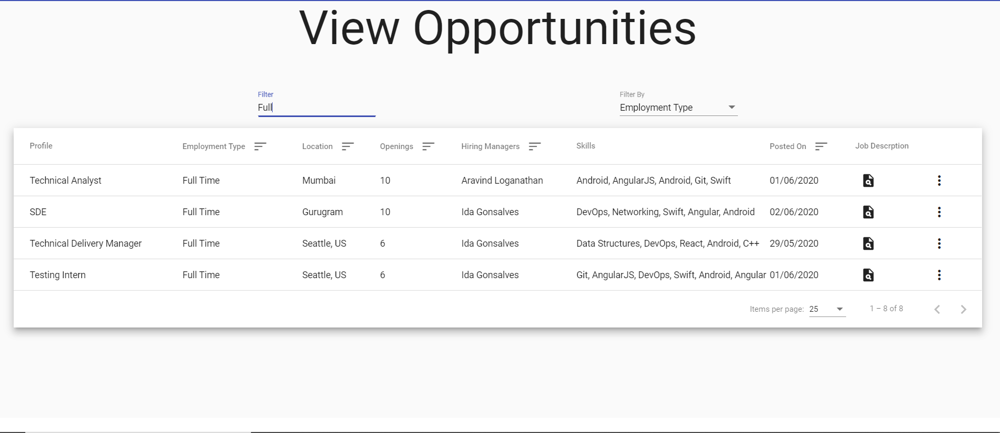 View Opportunities
Filter
Full
Filter By
Employment Type
Profile Employment Type Location Openings Hiring Managers Skills Posted On Job Descrption
Technical Analyst Full Time Mumbai 10 Aravind Loganathan Android, AngularJS, Android, Git, Swift 01/06/2020
SDE Full Time Gurugram 10 Ida Gonsalves DevOps, Networking, Swift, Angular, Android 02/06/2020
Technical Delivery Manager Full Time Seattle, US 6 Ida Gonsalves Data Structures, DevOps, React, Android, C++ 29/05/2020
Testing Intern Full Time Seattle, US 6 Ida Gonsalves Git, AngularJS, DevOps, Swift, Android, Angular 01/06/2020
Items per page: 25 1 – 8 of 8